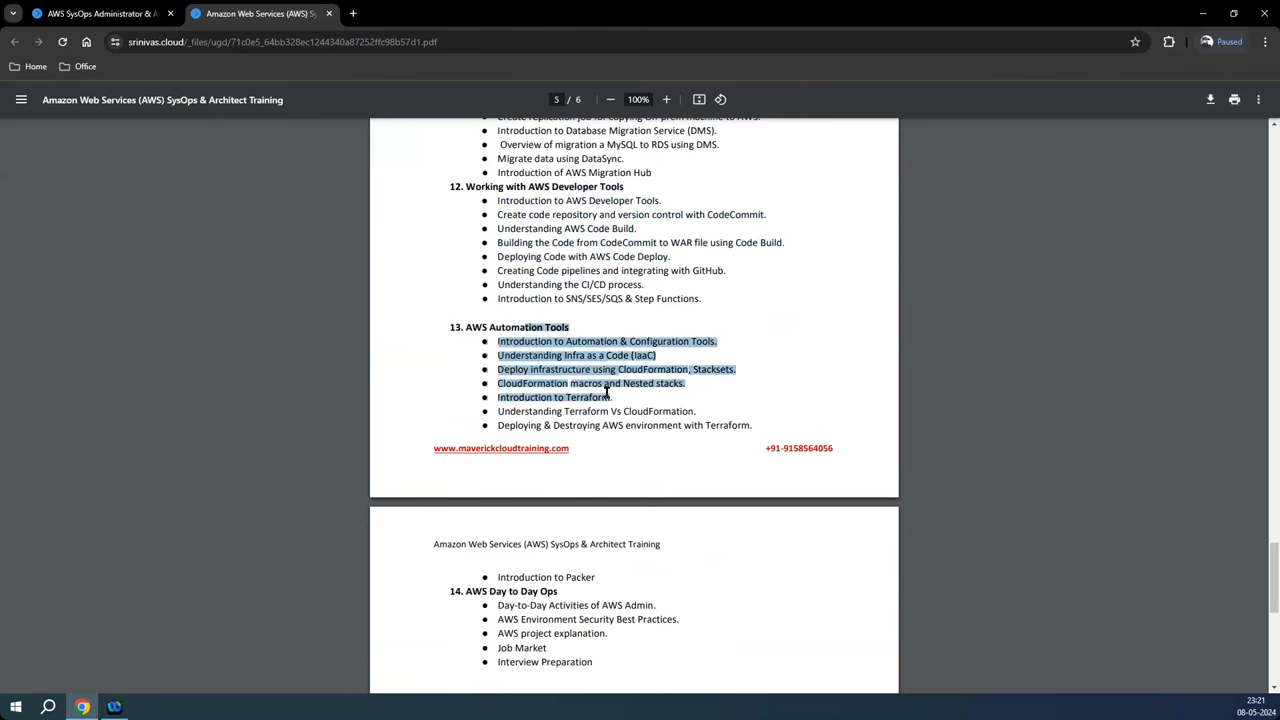 AWS SysOps Administrator & A
Amazon Web Services (AWS) Sy
srinivas.cloud/_files/ugd/71c0e5_64bb328ec1244340a87252ffc98b57d1.pdf
Paused
Home
Office
Amazon Web Services (AWS) SysOps & Architect Training
5 / 6
100%
Create replication job for copying On-prem machine to AWS.
● Introduction to Database Migration Service (DMS).
● Overview of migration a MySQL to RDS using DMS.
● Migrate data using DataSync.
● Introduction of AWS Migration Hub
12. Working with AWS Developer Tools
● Introduction to AWS Developer Tools.
● Create code repository and version control with CodeCommit.
● Understanding AWS Code Build.
● Building the Code from CodeCommit to WAR file using Code Build.
● Deploying Code with AWS Code Deploy.
● Creating Code pipelines and integrating with GitHub.
● Understanding the CI/CD process.
● Introduction to SNS/SES/SQS & Step Functions.
13. AWS Automation Tools
● Introduction to Automation & Configuration Tools.
● Understanding Infra as a Code (IaaC)
● Deploy infrastructure using CloudFormation, Stacksets.
● CloudFormation macros and Nested stacks.
● Introduction to Terraform.
● Understanding Terraform Vs CloudFormation.
● Deploying & Destroying AWS environment with Terraform.
www.maverickcloudtraining.com +91-9158564056
Amazon Web Services (AWS) SysOps & Architect Training
● Introduction to Packer
14. AWS Day to Day Ops
● Day-to-Day Activities of AWS Admin.
● AWS Environment Security Best Practices.
● AWS project explanation.
● Job Market
● Interview Preparation
23:21
08-05-2024